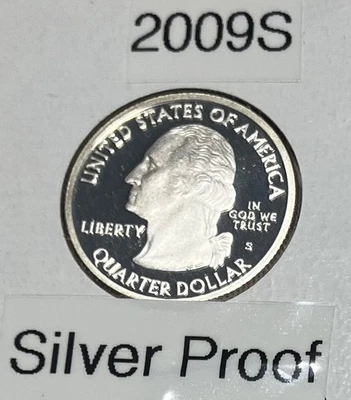 2009S
UNITED STATES OF AMERICA
LIBERTY
IN
GOD WE
TRUST
S
QUARTER DOLLAR
Silver Proof